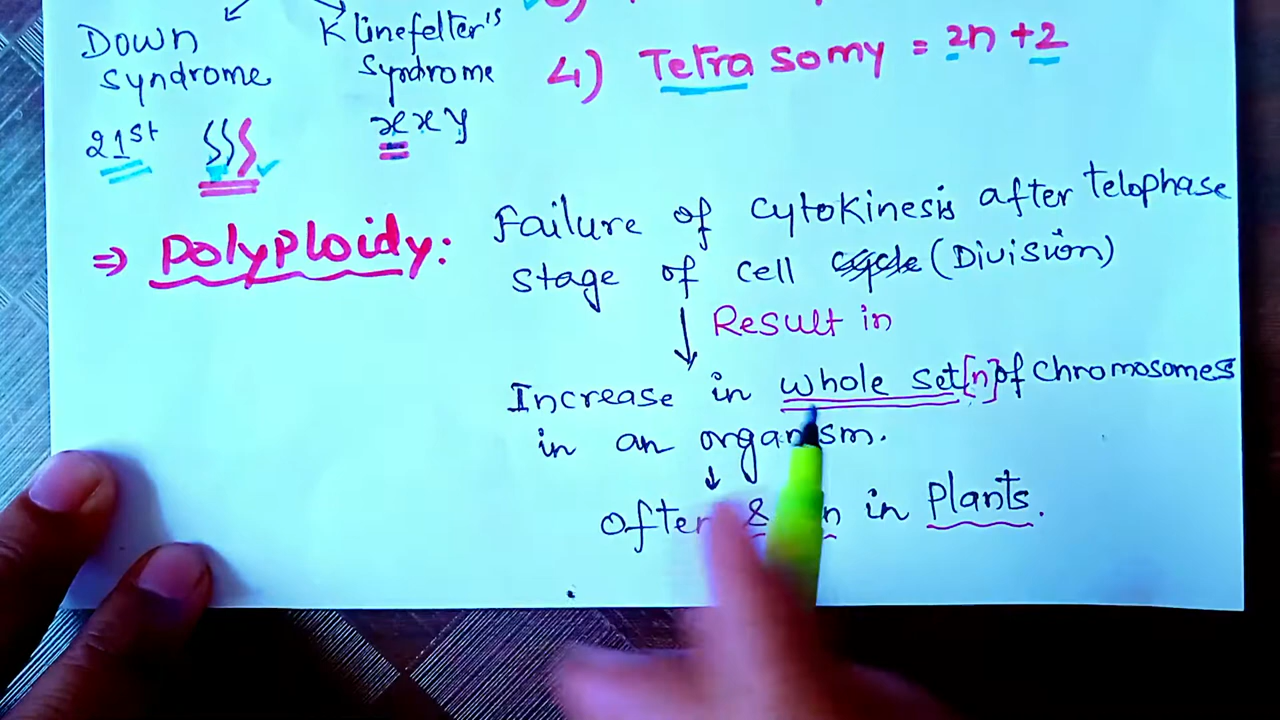 Down
Syndrome
21st
Klinefelter's
Syndrome
xxy
4) Tetrasomy = 2n +2
⇒ Polyploidy:
Failure of cytokinesis after telophase
stage of cell cycle (Division)
Result in
Increase in whole set [n] of chromosomes
in an organism.
often in Plants.